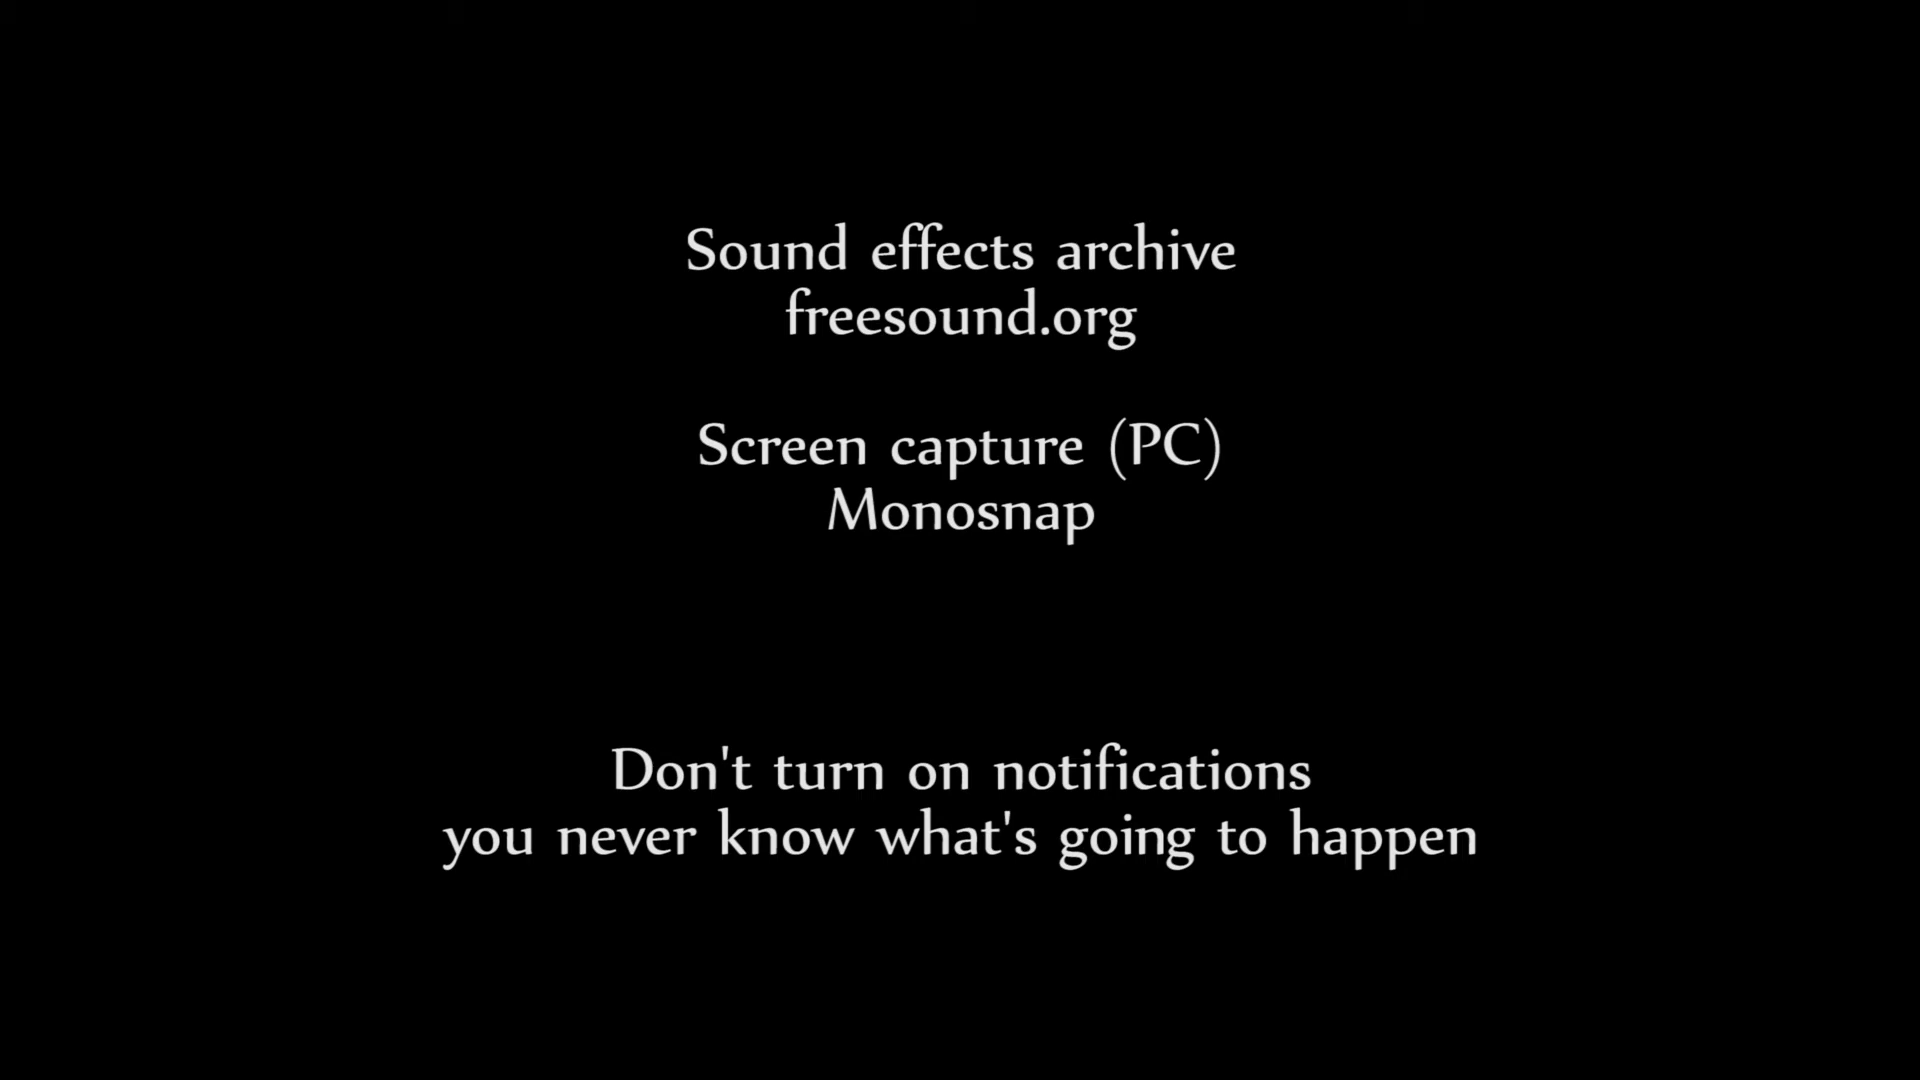 Sound effects archive
freesound.org
Screen capture (PC)
Monosnap
Don't turn on notifications
you never know what's going to happen